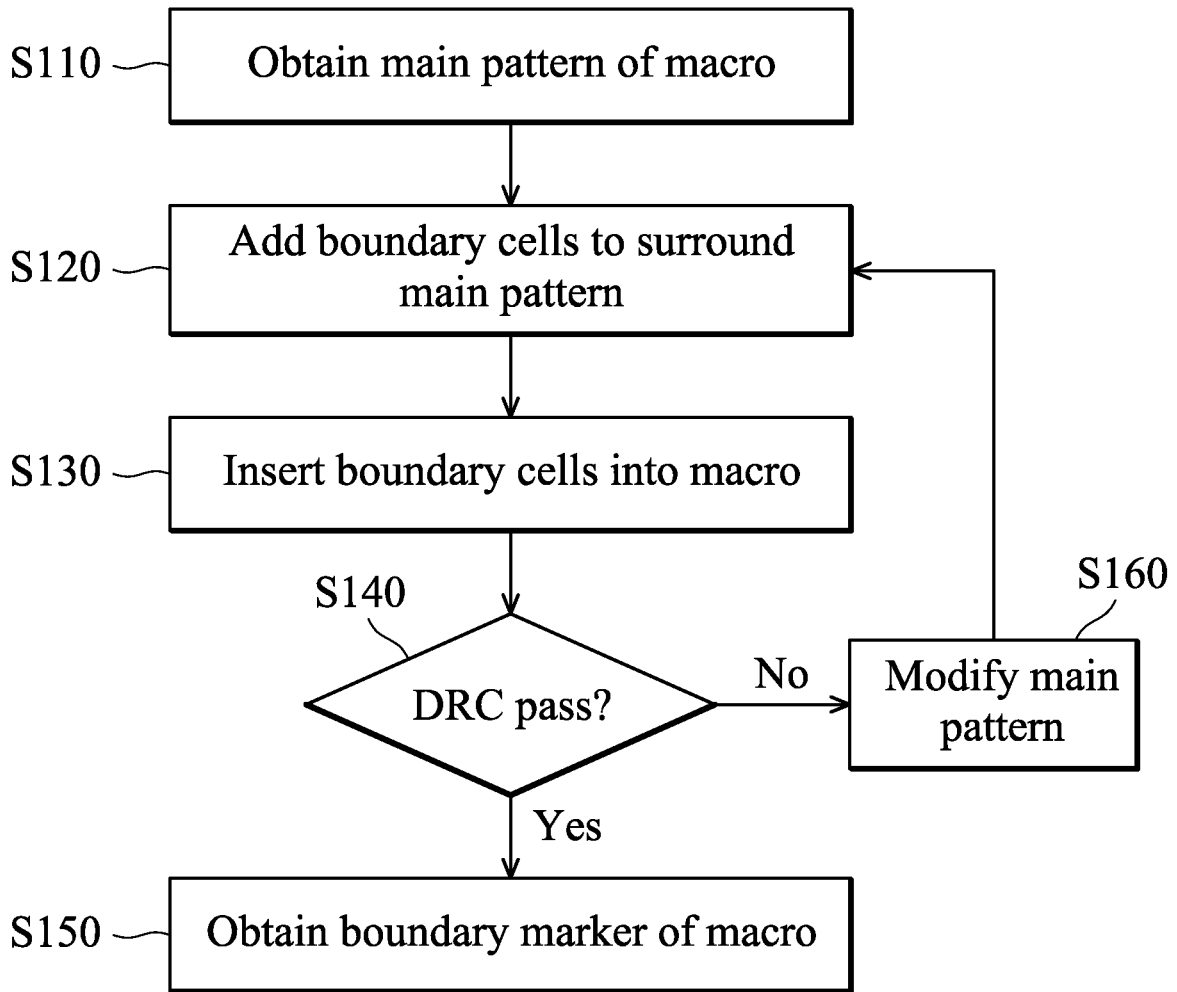 S110
Obtain main pattern of macro
S120
Add boundary cells to surround
main pattern
S130
Insert boundary cells into macro
S140
DRC pass?
No
S160
Modify main
pattern
Yes
S150
Obtain boundary marker of macro